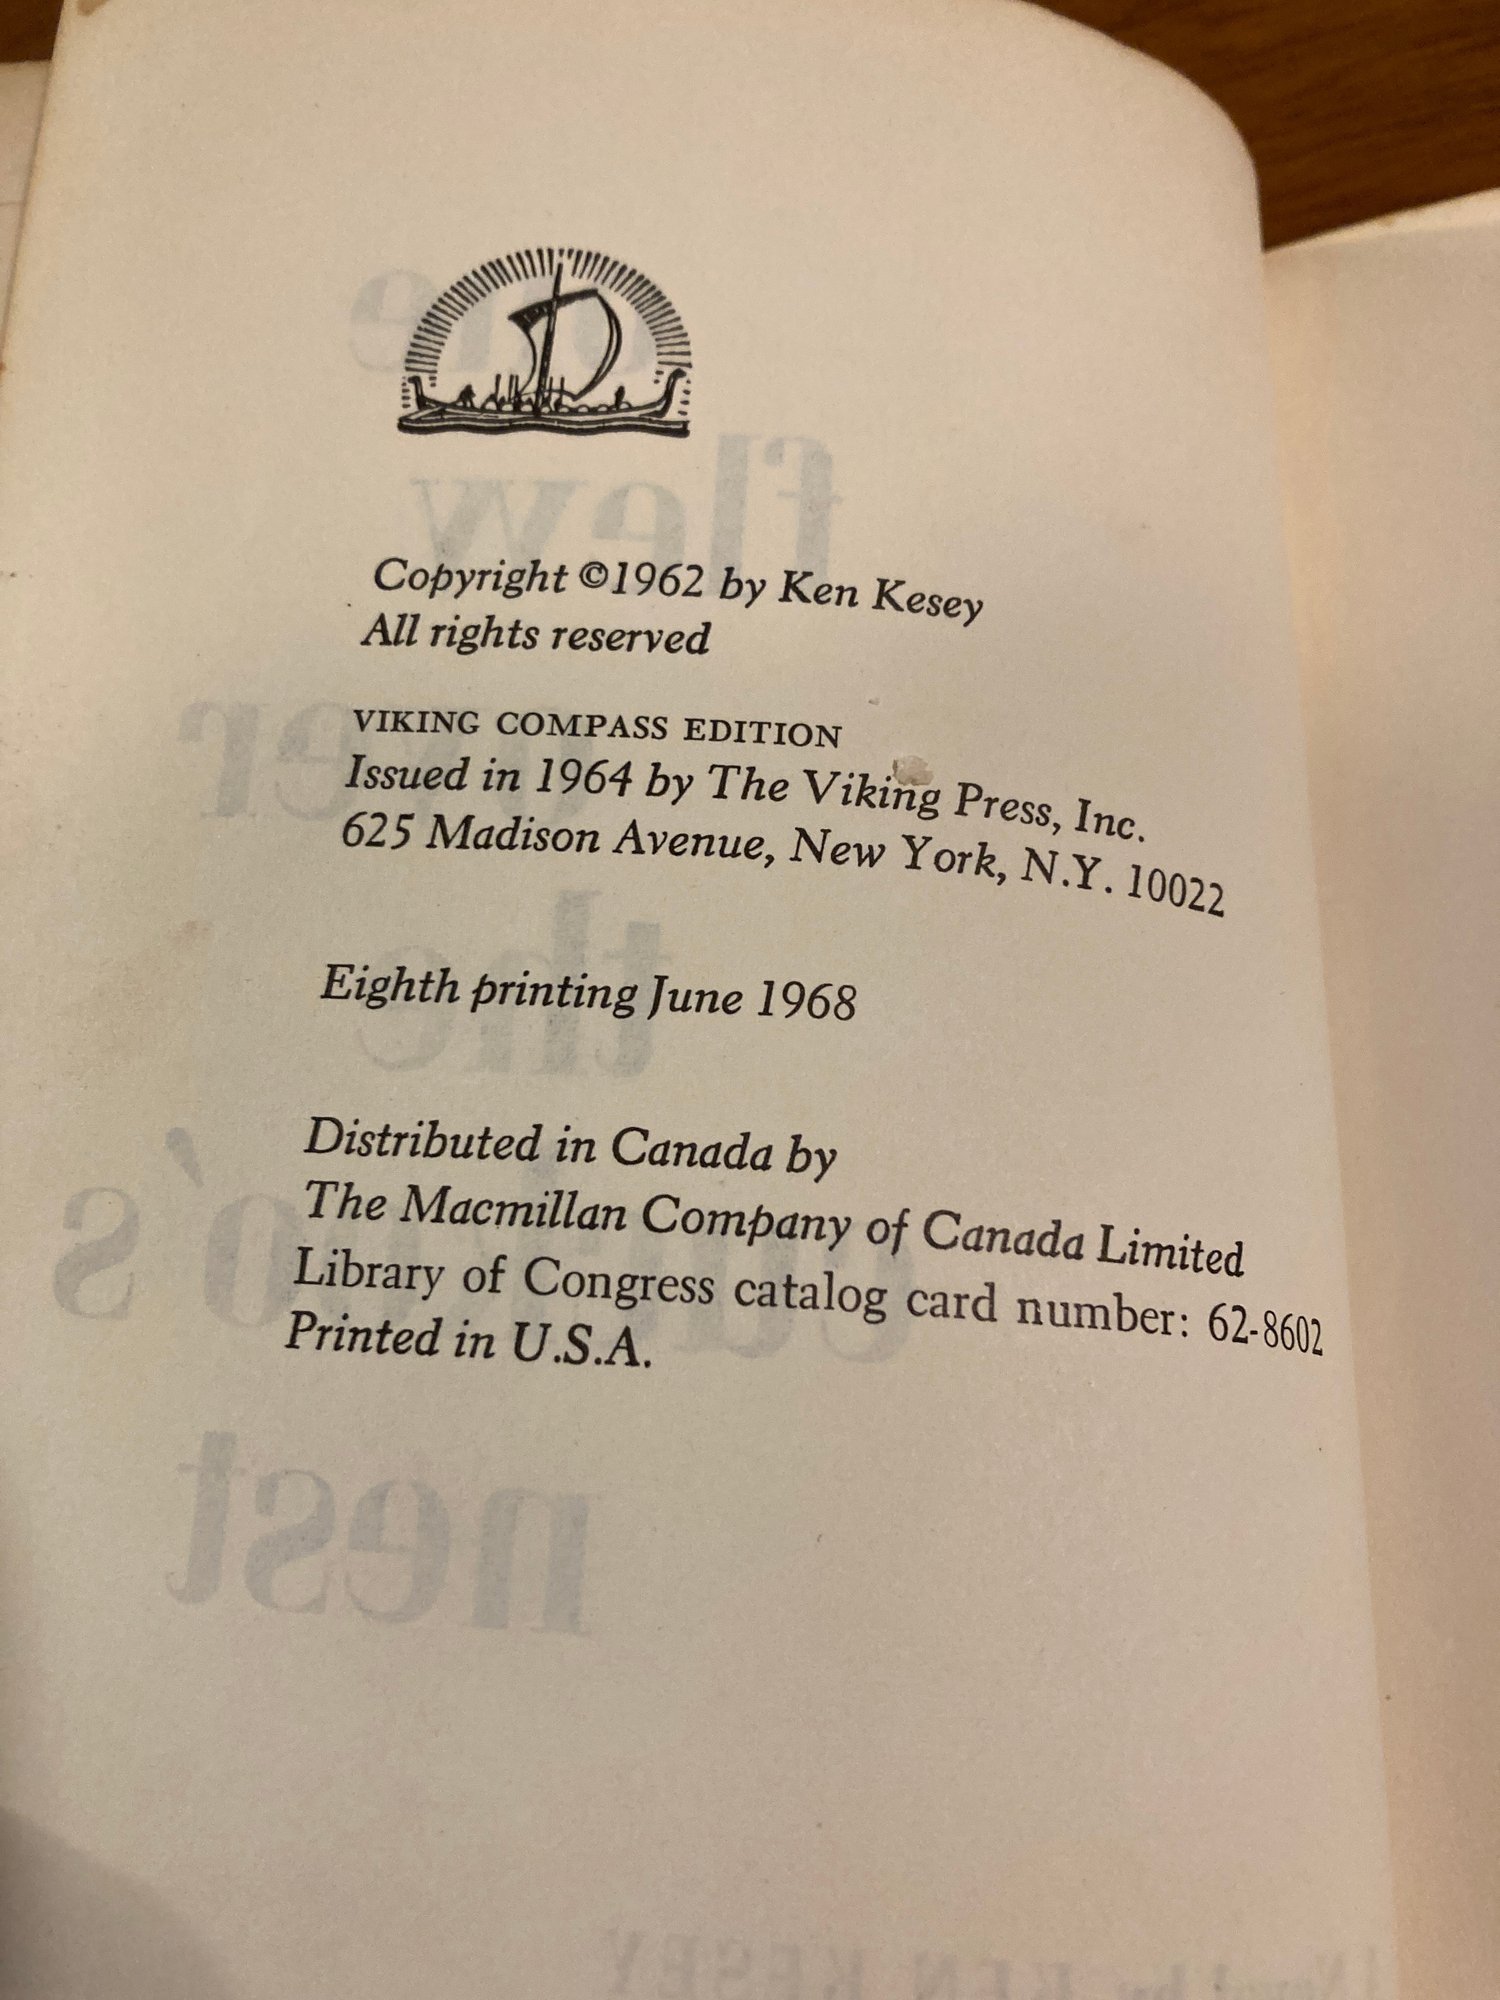 Copyright ©1962 by Ken Kesey
All rights reserved
VIKING COMPASS EDITION
Issued in 1964 by The Viking Press, Inc.
625 Madison Avenue, New York, N.Y. 10022
Eighth printing June 1968
Distributed in Canada by
The Macmillan Company of Canada Limited
Library of Congress catalog card number: 62-8602
Printed in U.S.A.